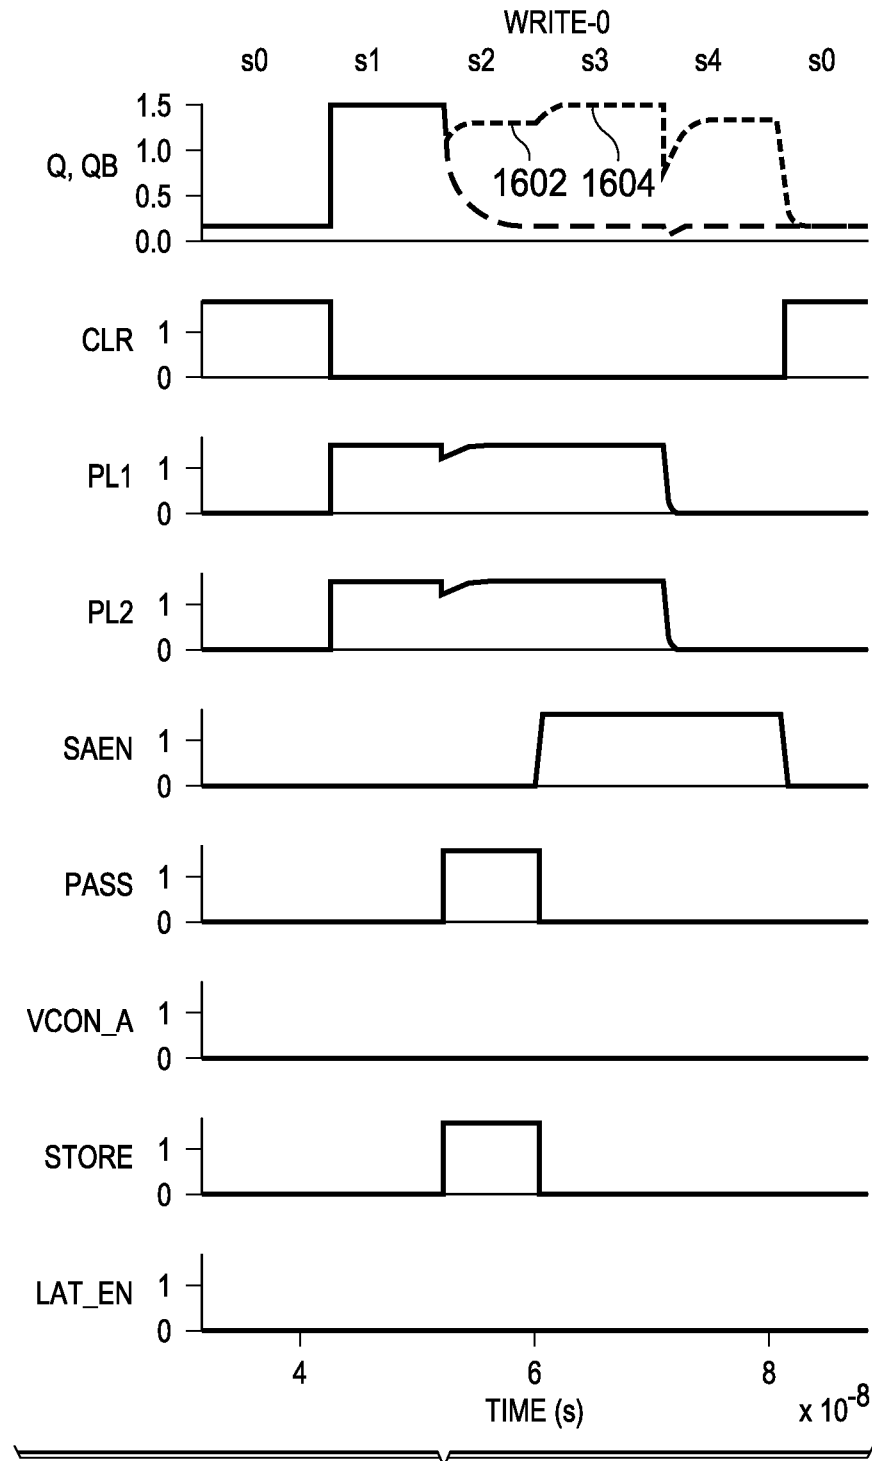 WRITE-0
s0 s1 s2 s3 s4 s0
Q, QB
1.5
1.0
0.5
0.0
1602 1604
CLR
1
0
PL1
1
0
PL2
1
0
SAEN
1
0
PASS
1
0
VCON_A
1
0
STORE
1
0
LAT_EN
1
0
4 6 8
TIME (s) x 10-8